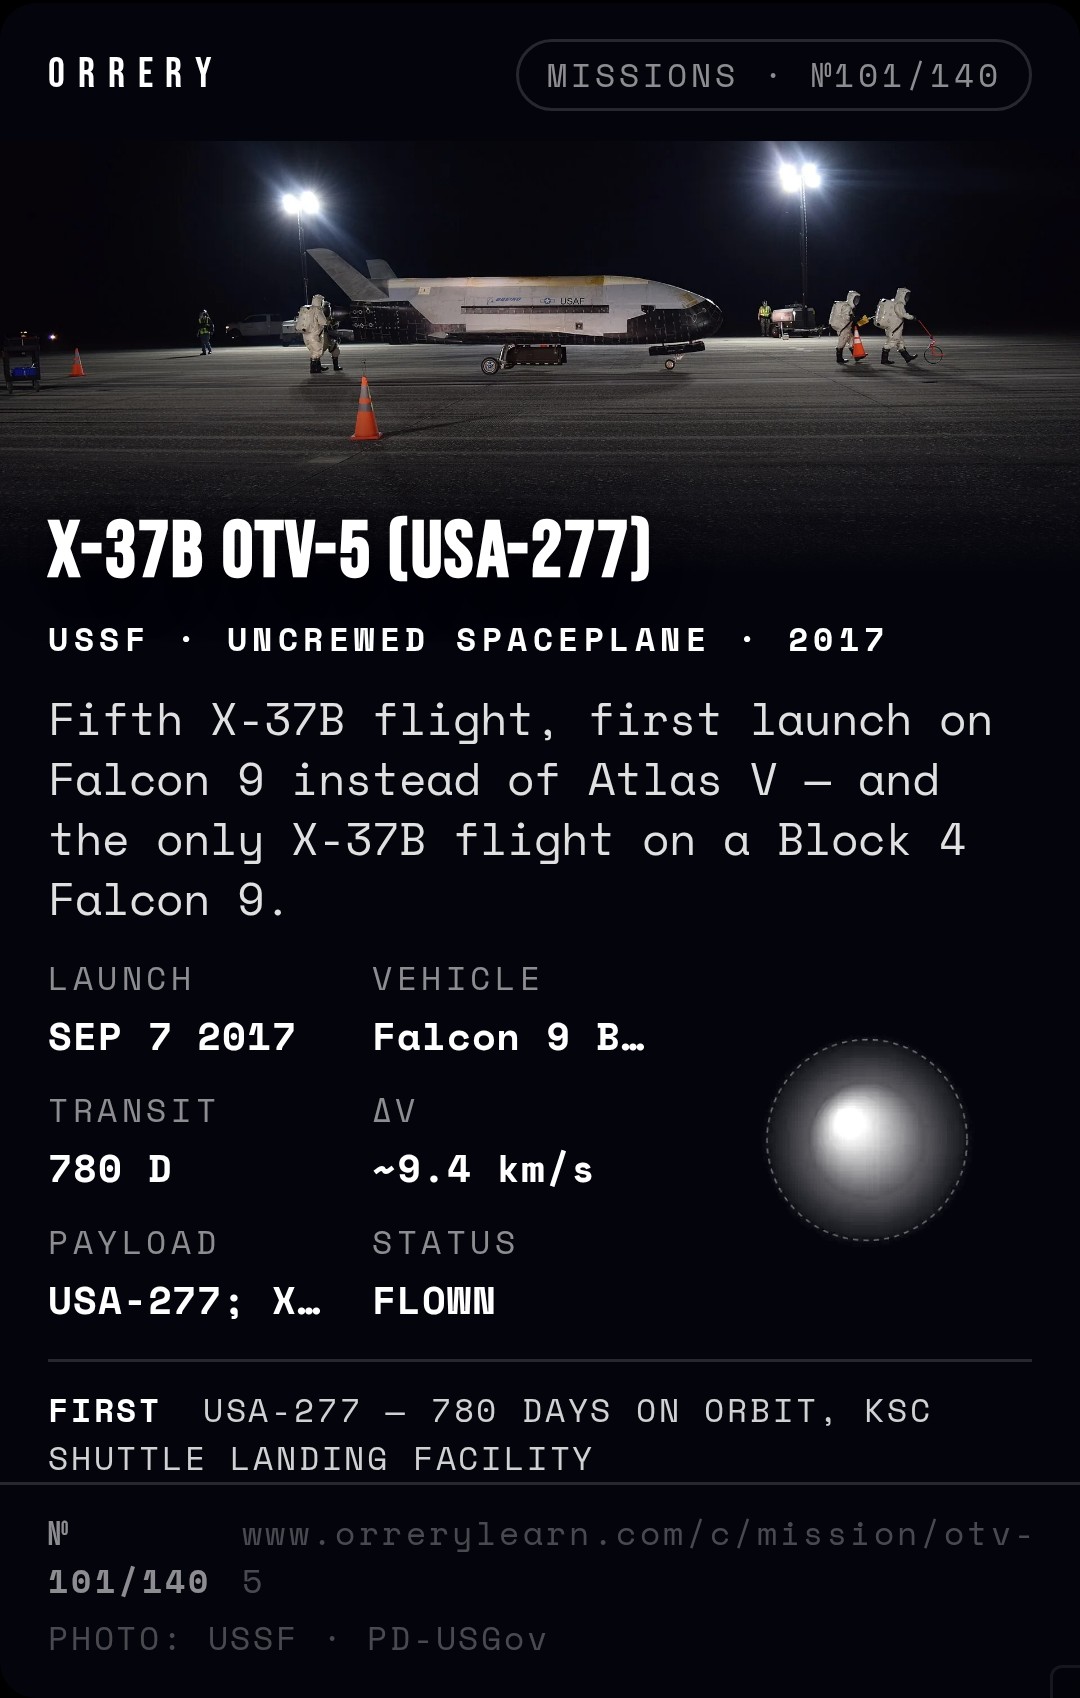 ORRERY
MISSIONS · №101/140
BOEING USAF
X-37B OTV-5 (USA-277)
USSF · UNCREWED SPACEPLANE · 2017
Fifth X-37B flight, first launch on
Falcon 9 instead of Atlas V — and
the only X-37B flight on a Block 4
Falcon 9.
LAUNCH VEHICLE
SEP 7 2017 Falcon 9 B…
TRANSIT ΔV
780 D ~9.4 km/s
PAYLOAD STATUS
USA-277; X… FLOWN
FIRST USA-277 — 780 DAYS ON ORBIT, KSC
SHUTTLE LANDING FACILITY
№ www.orrerylearn.com/c/mission/otv-
101/140 5
PHOTO: USSF · PD-USGov